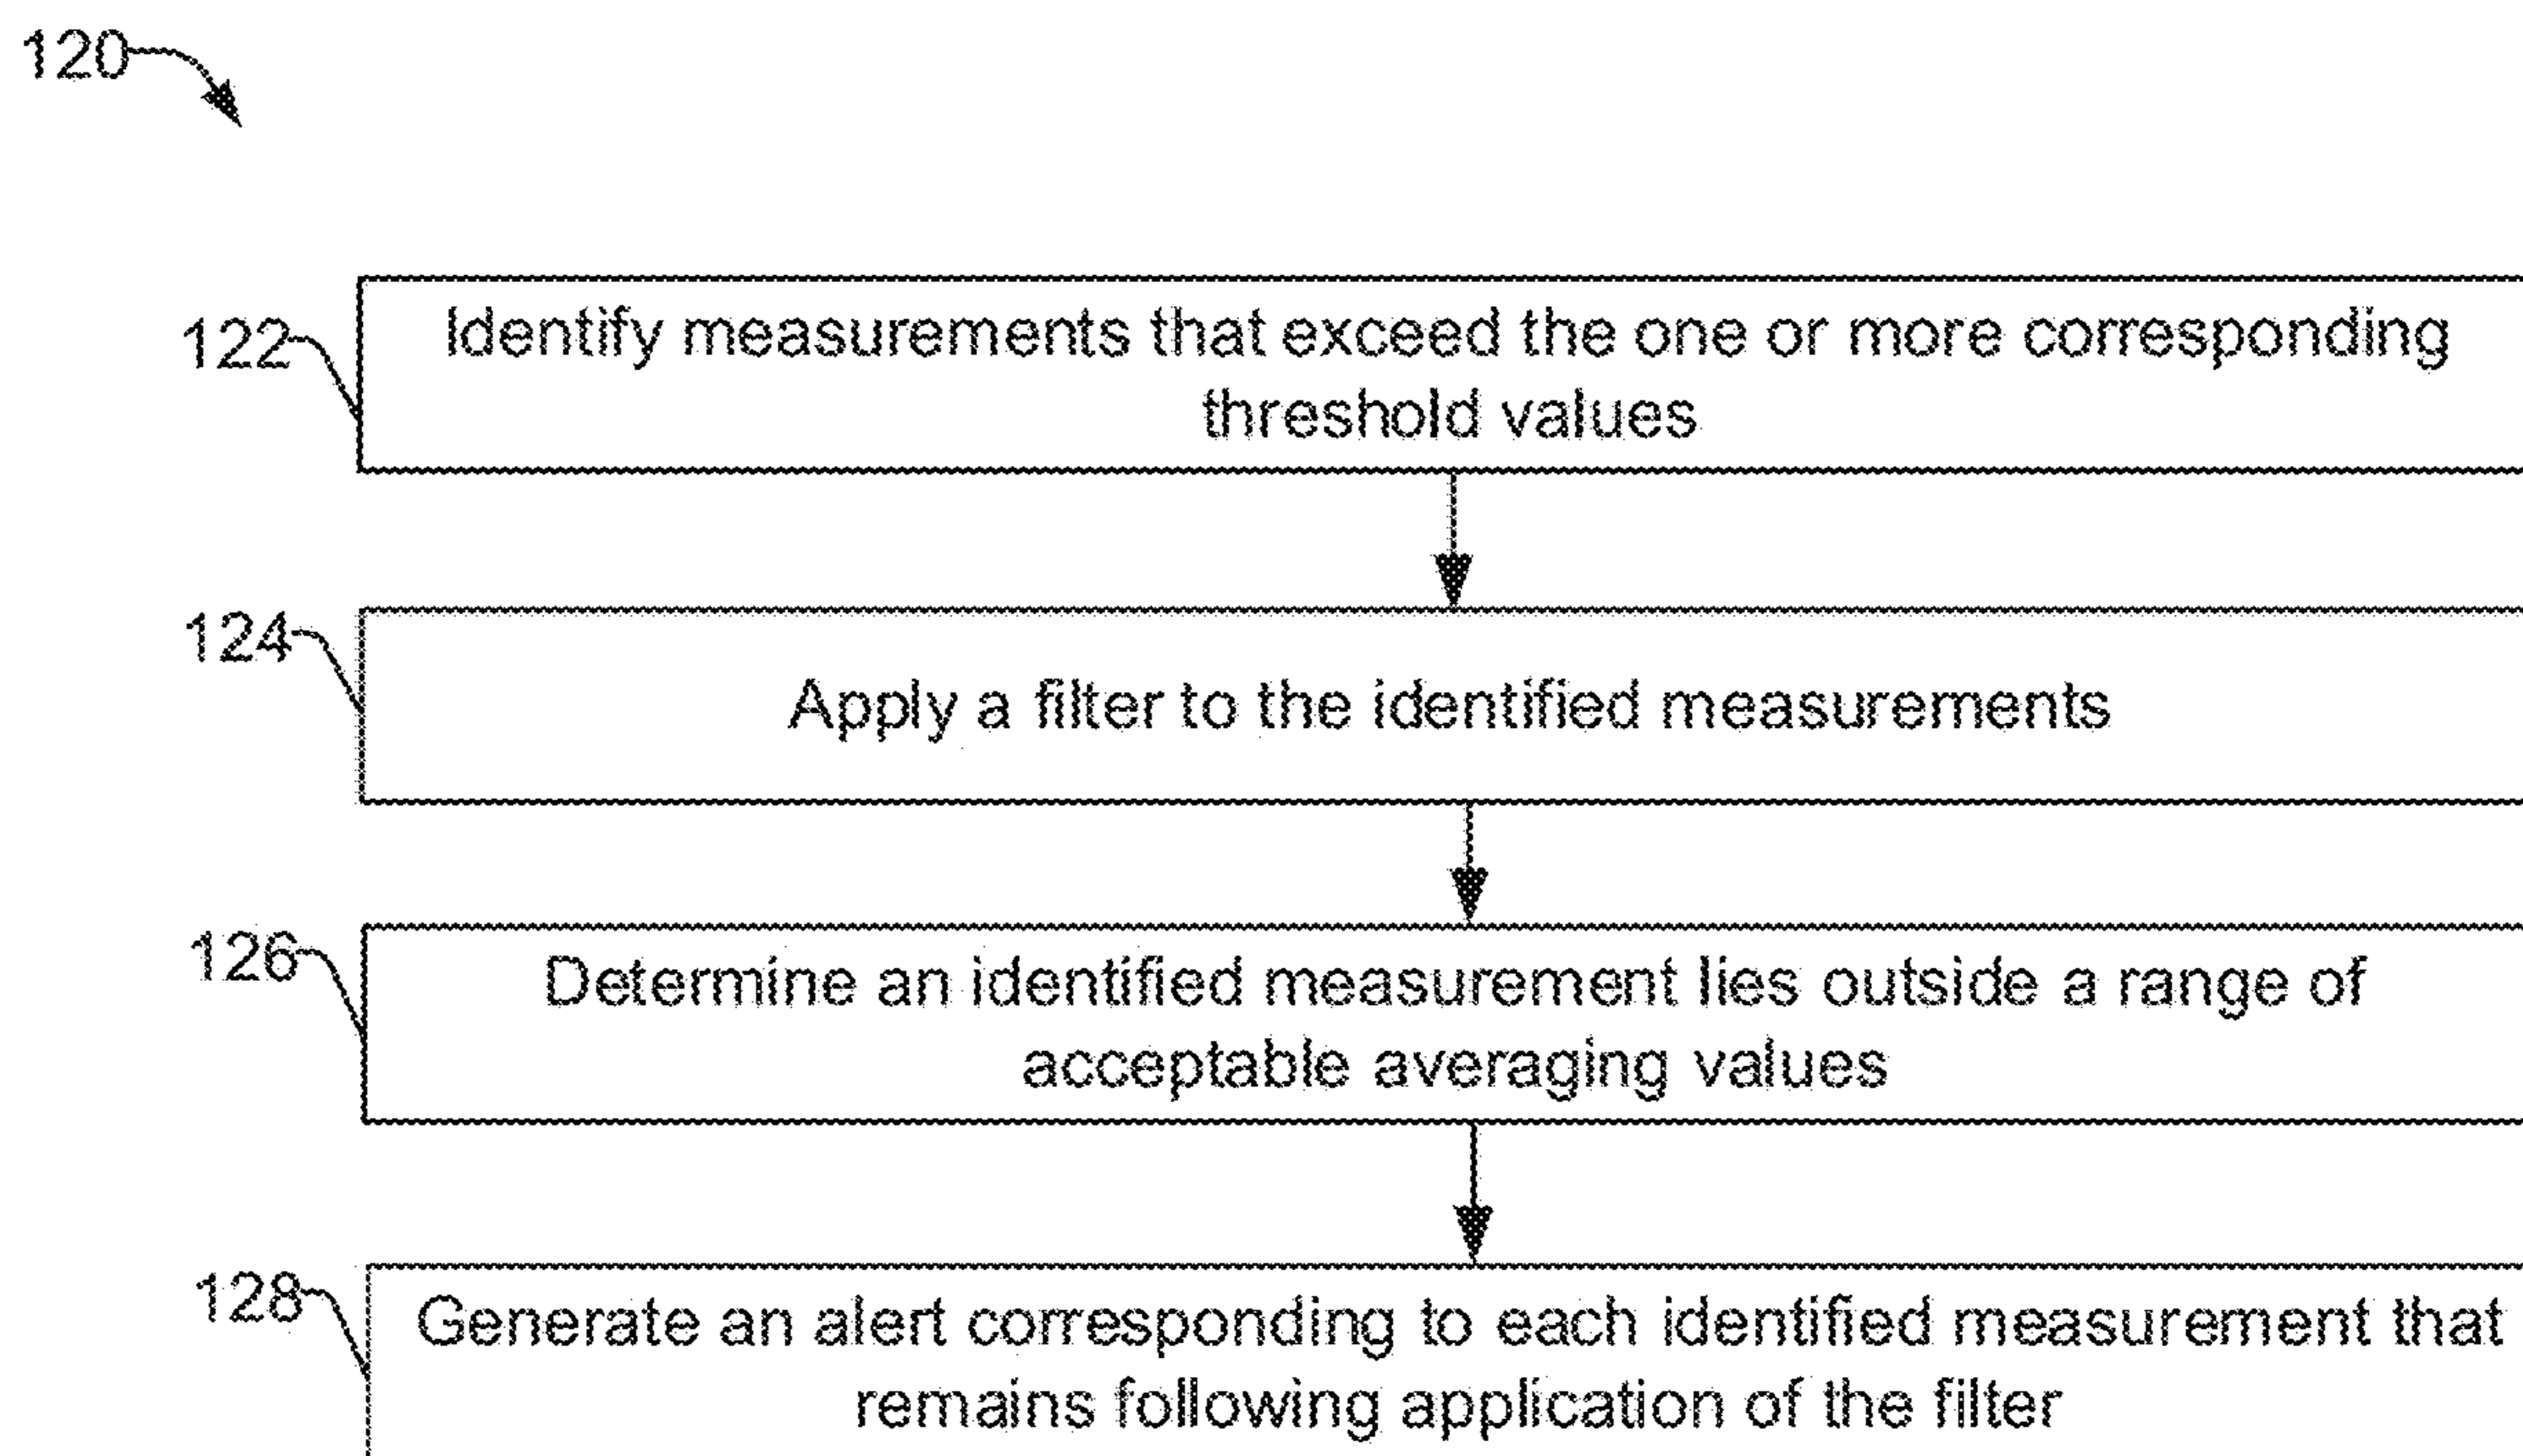 120
122
Identify measurements that exceed the one or more corresponding
threshold values
124
Apply a filter to the identified measurements
126
Determine an identified measurement lies outside a range of
acceptable averaging values
128
Generate an alert corresponding to each identified measurement that
remains following application of the filter